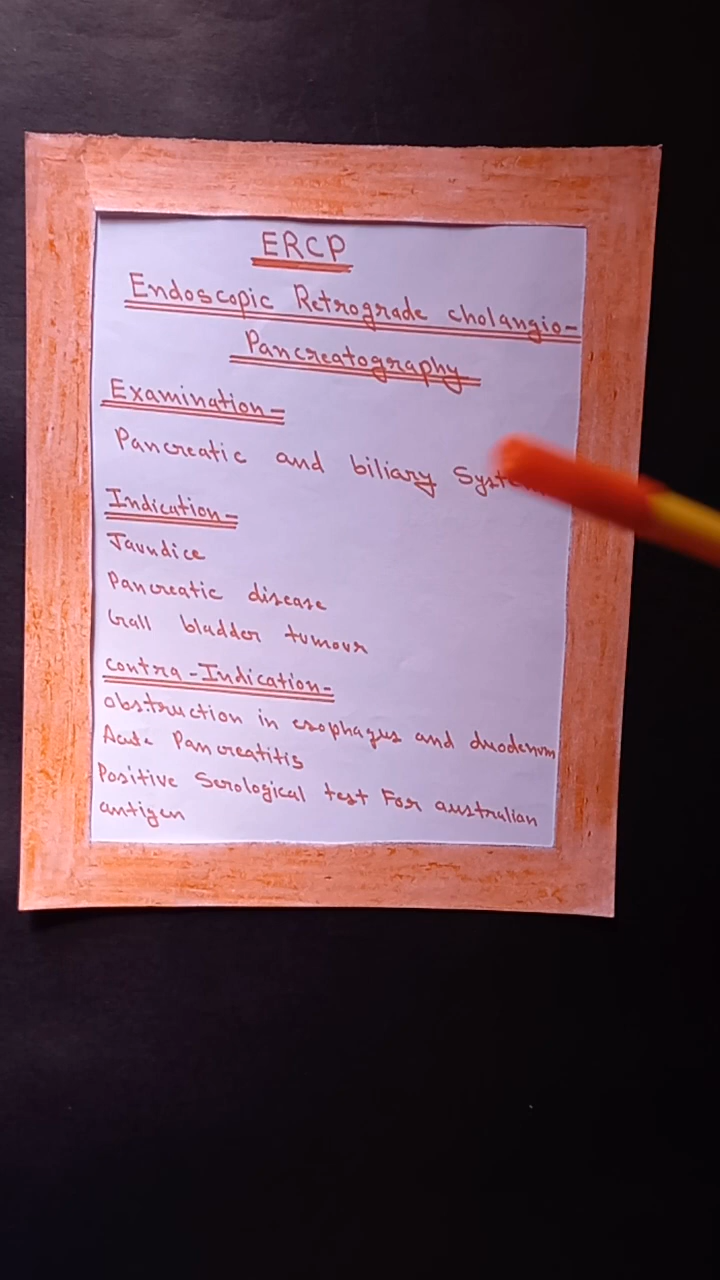 ERCP
Endoscopic Retrograde cholangio-
Pancreatography
Examination-
Pancreatic and biliary
Indication-
Jaundice
Pancreatic disease
Gall bladder tumour
contra-Indication-
obstruction in esophagus and duodenum
Acute Pancreatitis
Positive Serological test For australian
antigen